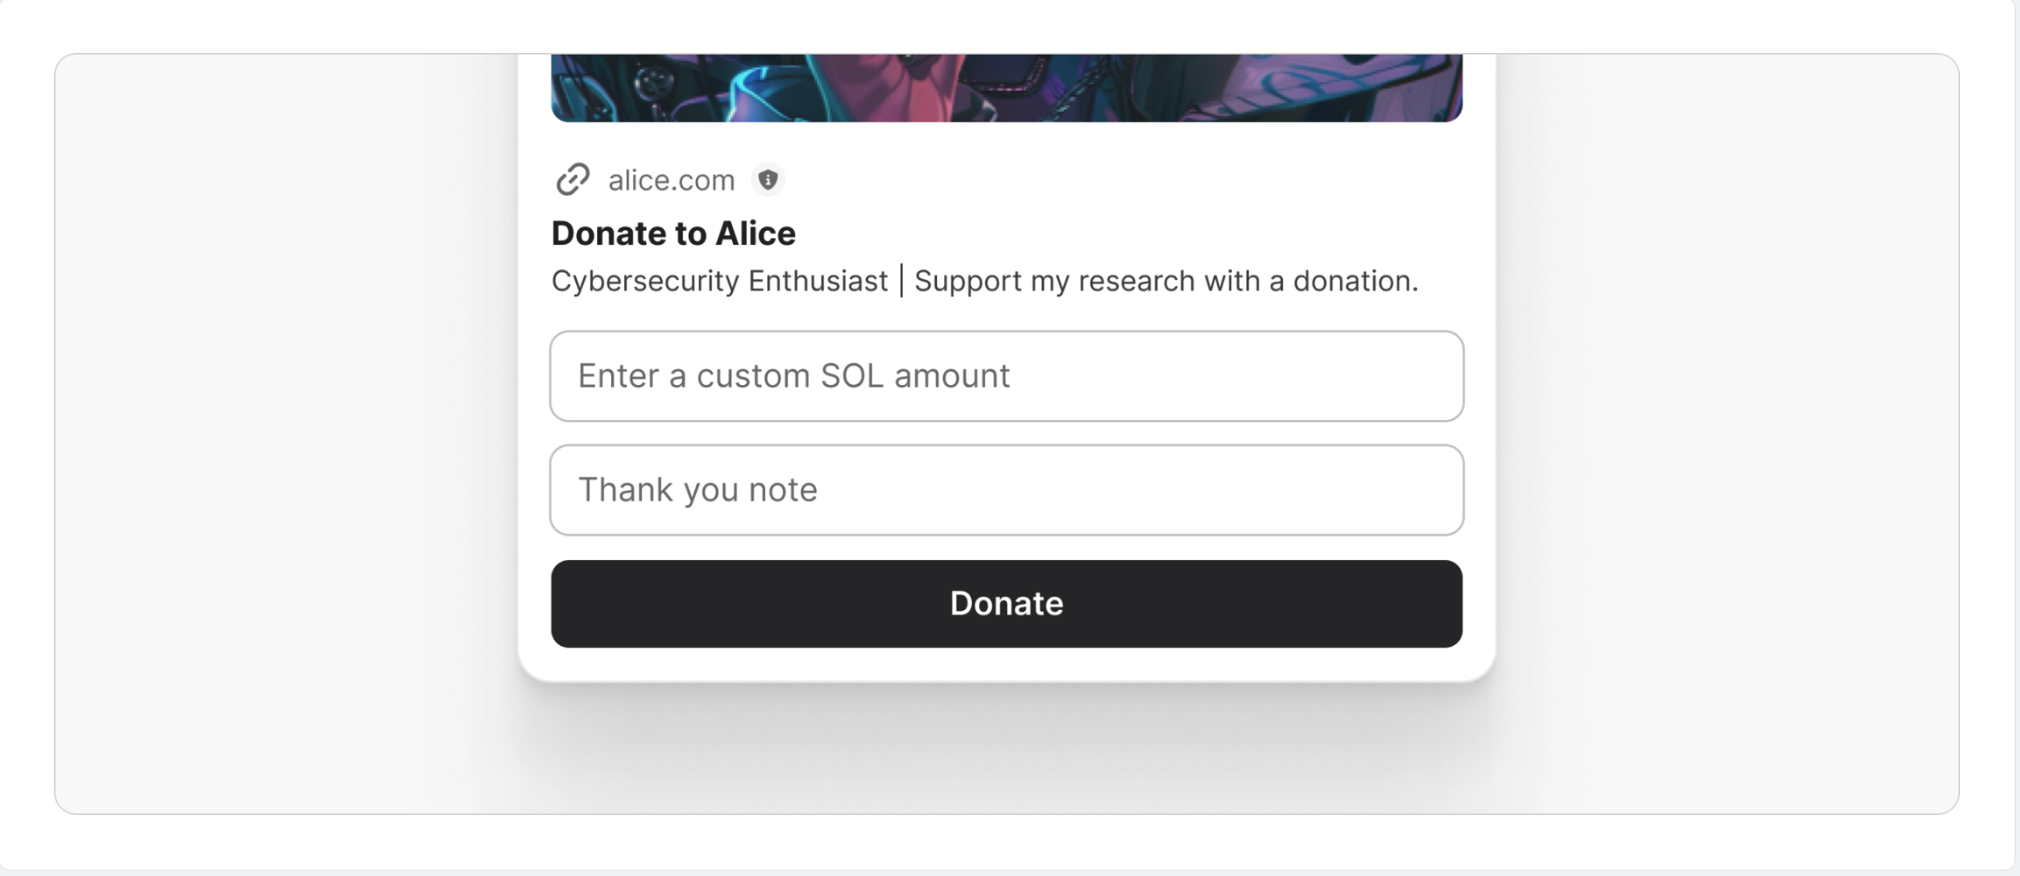 alice.com
Donate to Alice
Cybersecurity Enthusiast | Support my research with a donation.
Enter a custom SOL amount
Thank you note
Donate